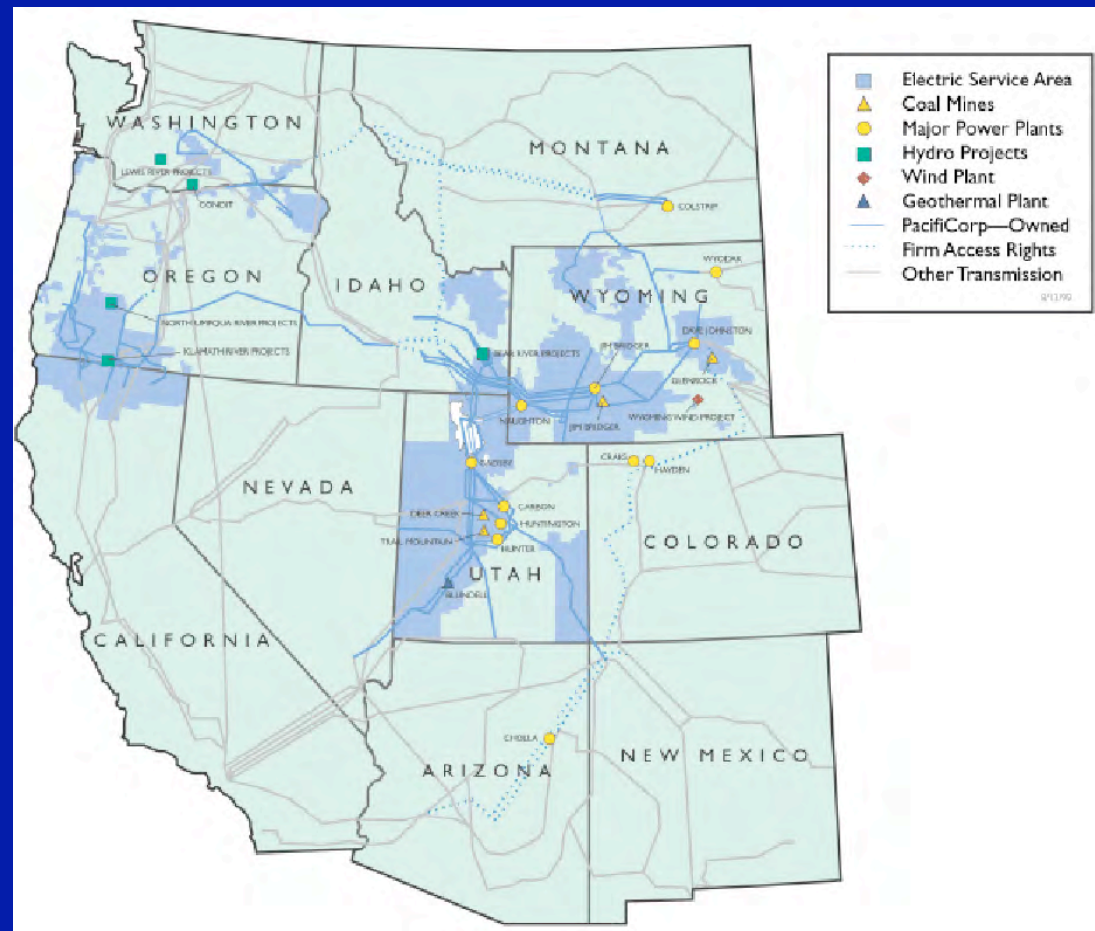 Electric Service Area
Coal Mines
Major Power Plants
Hydro Projects
Wind Plant
Geothermal Plant
PacifiCorp—Owned
Firm Access Rights
Other Transmission
WASHINGTON
LEWIS RIVER PROJECTS
CONDIT
MONTANA
COLSTRIP
OREGON
IDAHO
WYODAK
WYOMING
NORTH UMPQUA RIVER PROJECTS
DAVE JOHNSTON
JIM BRIDGER
KLAMATH RIVER PROJECTS
BEAR RIVER PROJECTS
GLENROCK
NAUGHTON
JIM BRIDGER
WYOMING WIND PROJECT
CRAIG
HAYDEN
GADSBY
NEVADA
CARBON
DEER CREEK
HUNTINGTON
TRAIL MOUNTAIN
HUNTER
COLORADO
UTAH
BLUNDELL
CALIFORNIA
CHOLLA
ARIZONA
NEW MEXICO